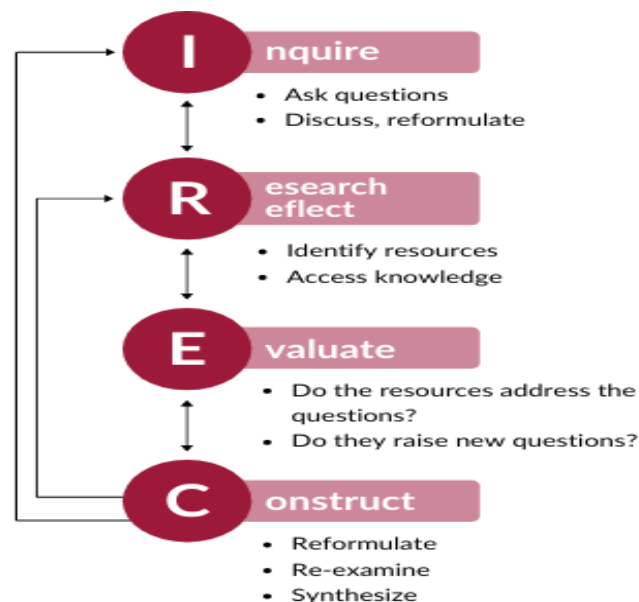 I nquire
• Ask questions
• Discuss, reformulate
R esearch
eflect
• Identify resources
• Access knowledge
E valuate
• Do the resources address the
questions?
• Do they raise new questions?
C onstruct
• Reformulate
• Re-examine
• Synthesize